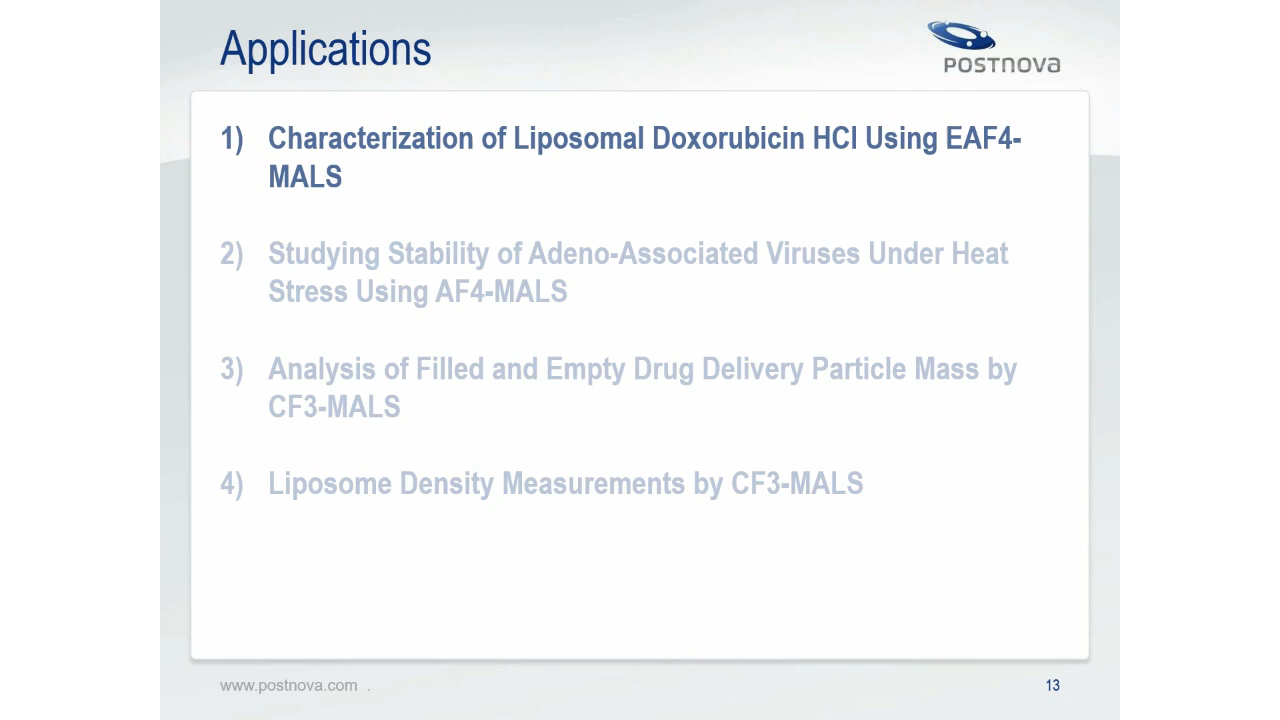 Applications
POSTNOVA
1) Characterization of Liposomal Doxorubicin HCl Using EAF4-
MALS
2) Studying Stability of Adeno-Associated Viruses Under Heat
Stress Using AF4-MALS
3) Analysis of Filled and Empty Drug Delivery Particle Mass by
CF3-MALS
4) Liposome Density Measurements by CF3-MALS
www.postnova.com .
13